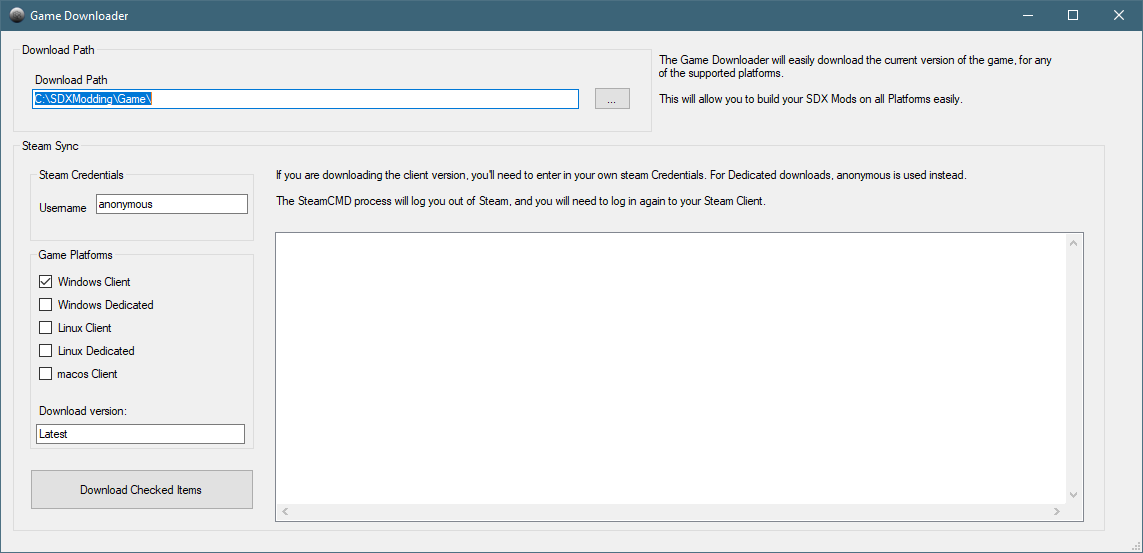 Game Downloader
Download Path
Download Path
C:\SDXModding\Game\
...
The Game Downloader will easily download the current version of the game, for any
of the supported platforms.
This will allow you to build your SDX Mods on all Platforms easily.
Steam Sync
Steam Credentials
Username
anonymous
If you are downloading the client version, you'll need to enter in your own steam Credentials. For Dedicated downloads, anonymous is used instead.
The SteamCMD process will log you out of Steam, and you will need to log in again to your Steam Client.
Game Platforms
Windows Client
Windows Dedicated
Linux Client
Linux Dedicated
macos Client
Download version:
Latest
Download Checked Items